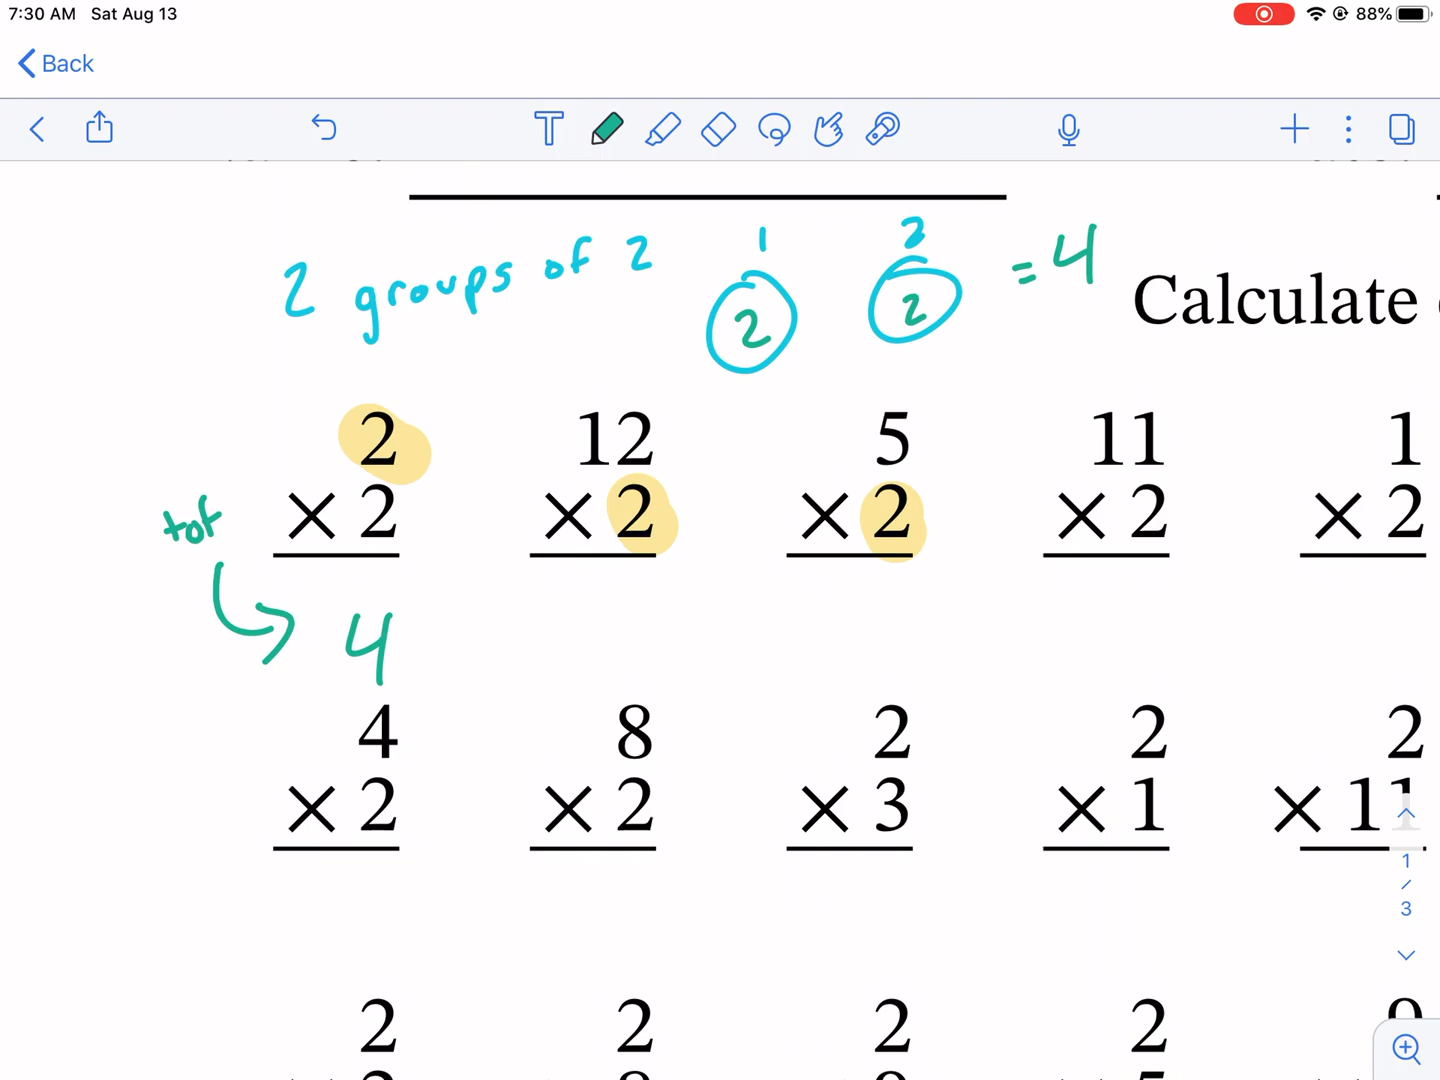 7:30 AM Sat Aug 13 88%
Back
T
2 groups of 2 1 2 = 4
2 2
Calculate
2 12 5 11 1
× 2 × 2 × 2 × 2 × 2
tot
4
4 8 2 2 2
× 2 × 2 × 3 × 1 × 11
1
/
3
2 2 2 2